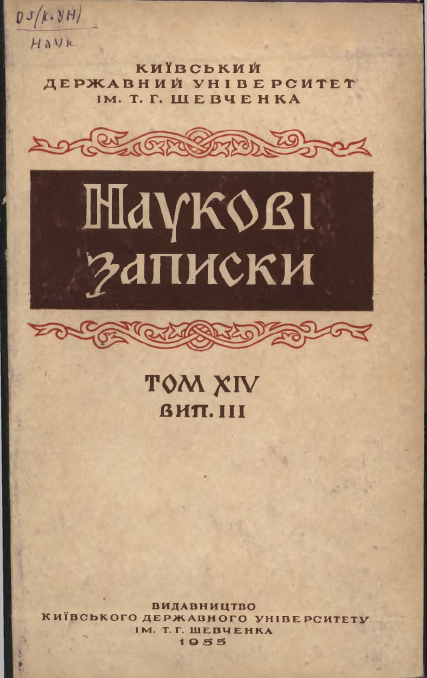 05(К.УН)
Наук
КИЇВСЬКИЙ
ДЕРЖАВНИЙ УНІВЕРСИТЕТ
ІМ. Т. Г. ШЕВЧЕНКА
НАУКОВІ
ЗАПИСКИ
ТОМ XIV
ВИП. III
ВИДАВНИЦТВО
КИЇВСЬКОГО ДЕРЖАВНОГО УНІВЕРСИТЕТУ
ІМ. Т. Г. ШЕВЧЕНКА
1955